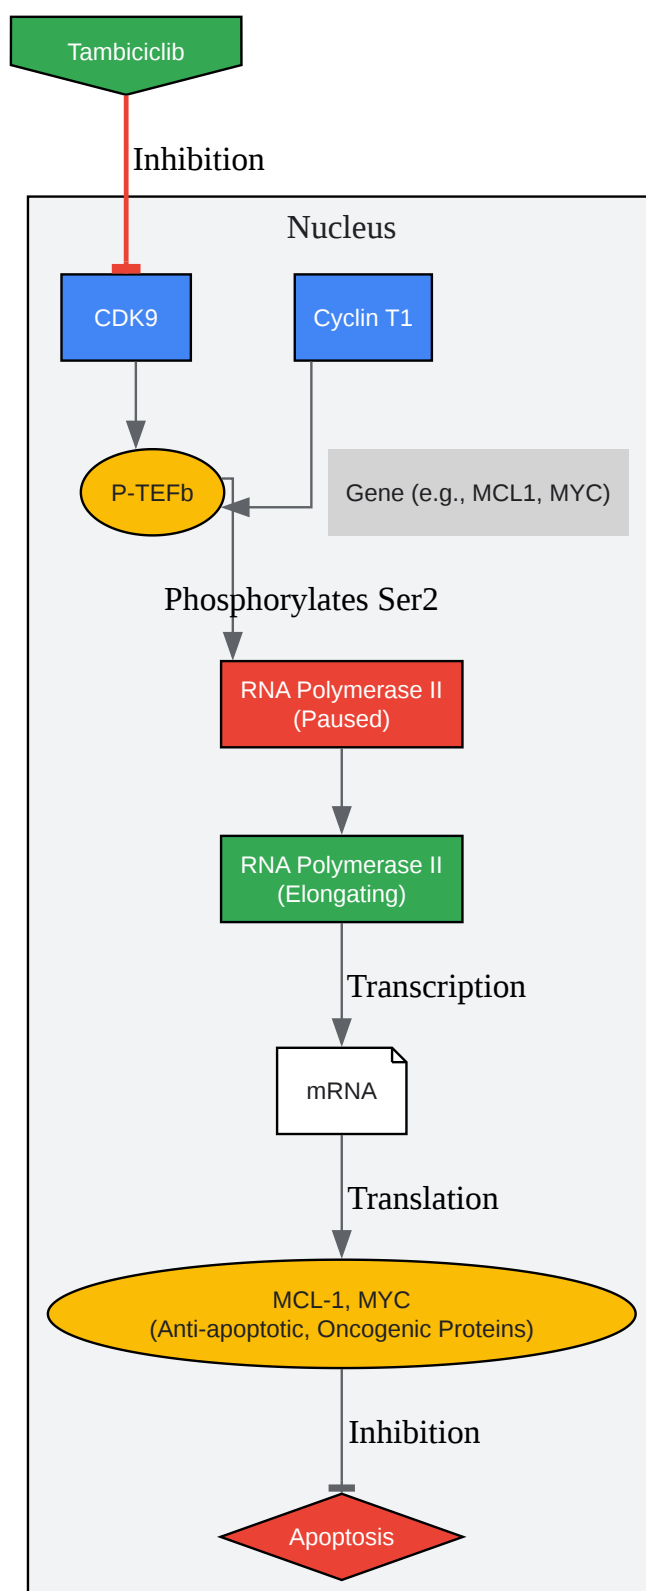 Tambiciclib
Inhibition
Nucleus
CDK9
Cyclin T1
P-TEFb
Gene (e.g., MCL1, MYC)
Phosphorylates Ser2
RNA Polymerase II
(Paused)
RNA Polymerase II
(Elongating)
Transcription
mRNA
Translation
MCL-1, MYC
(Anti-apoptotic, Oncogenic Proteins)
Inhibition
Apoptosis